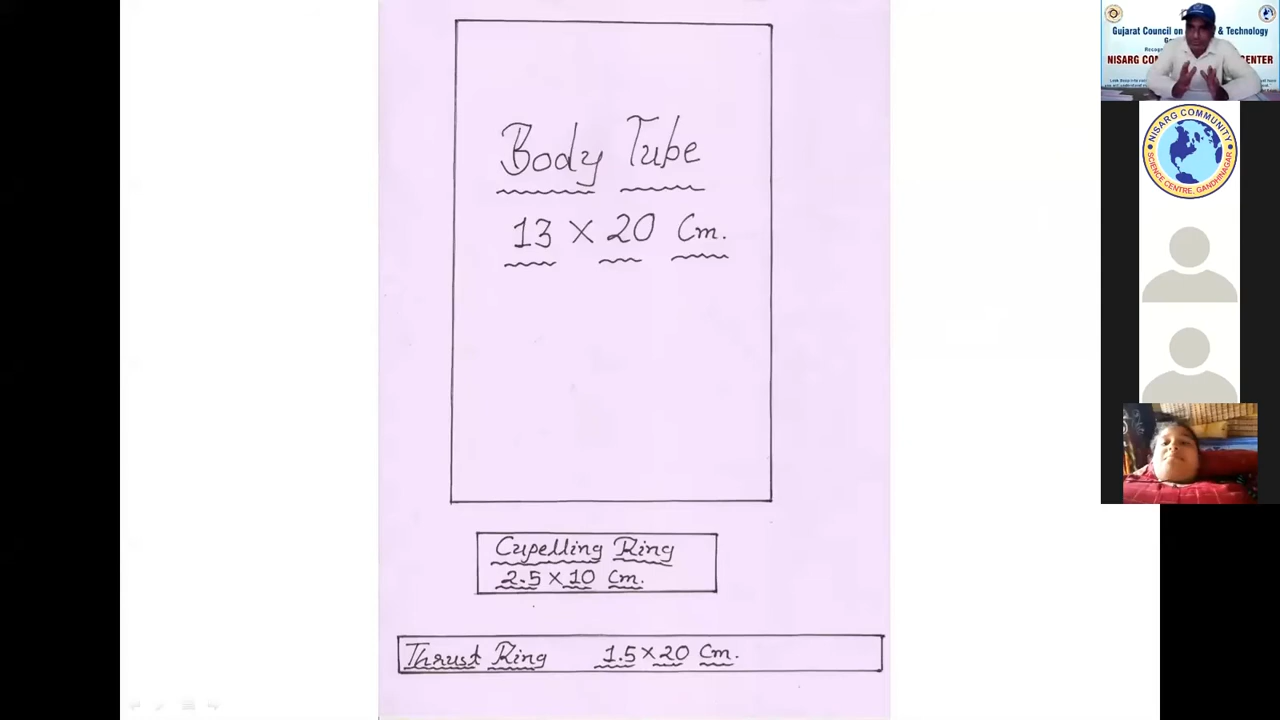 Body Tube
13 X 20 Cm.
Cupelling Ring
2.5 X 10 Cm.
Thrust Ring 1.5 X 20 Cm.
Gujarat Council on & Technology
NISARG COM CENTER
NISARG COMMUNITY
SCIENCE CENTRE, GANDHINAGAR